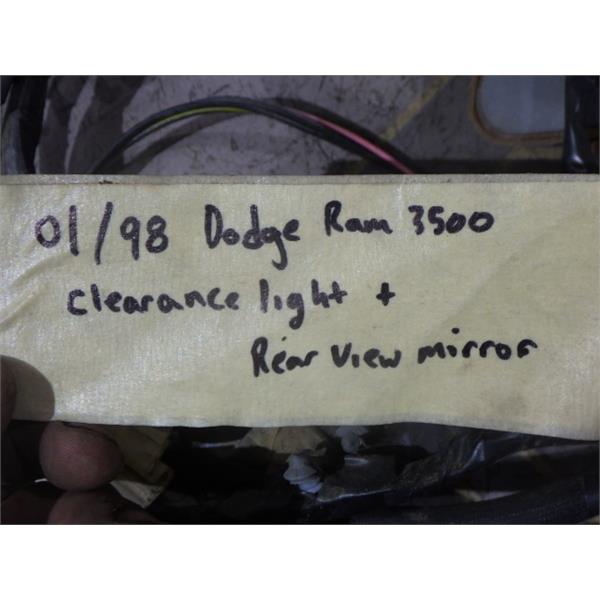 01/98 Dodge Ram 3500
clearance light +
Rear View mirror